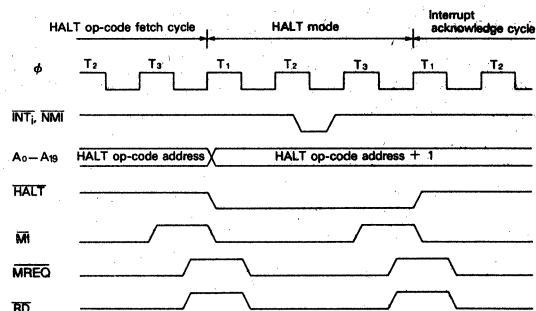 HALT op-code fetch cycle HALT mode Interrupt acknowledge cycle
ϕ T2 T3 T1 T2 T3 T1 T2
INTi, NMI
A0–A19 HALT op-code address HALT op-code address + 1
HALT
MI
MREQ
RD